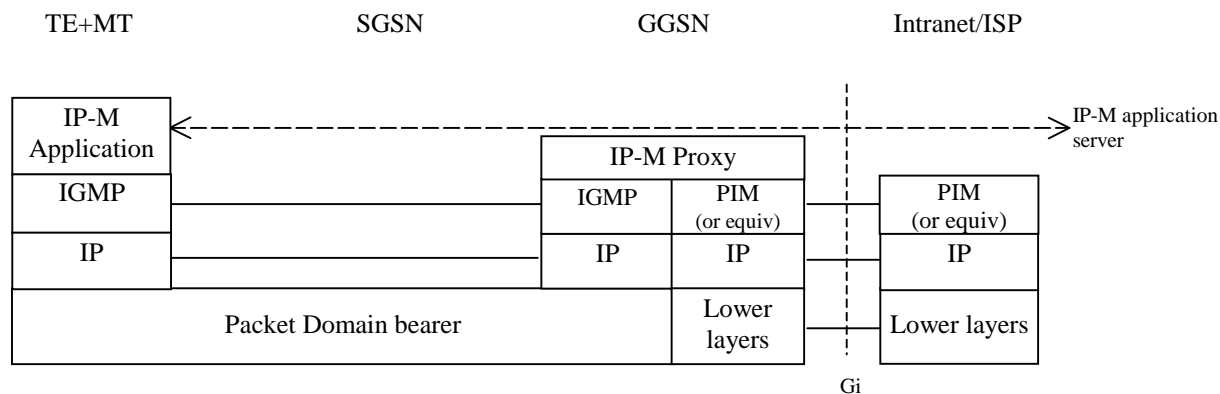 TE+MT SGSN GGSN Intranet/ISP
IP-M
Application
IP-M application
server
IP-M Proxy
IGMP IGMP PIM
(or equiv) PIM
(or equiv)
IP IP IP IP
Packet Domain bearer Lower
layers Lower layers
Gi